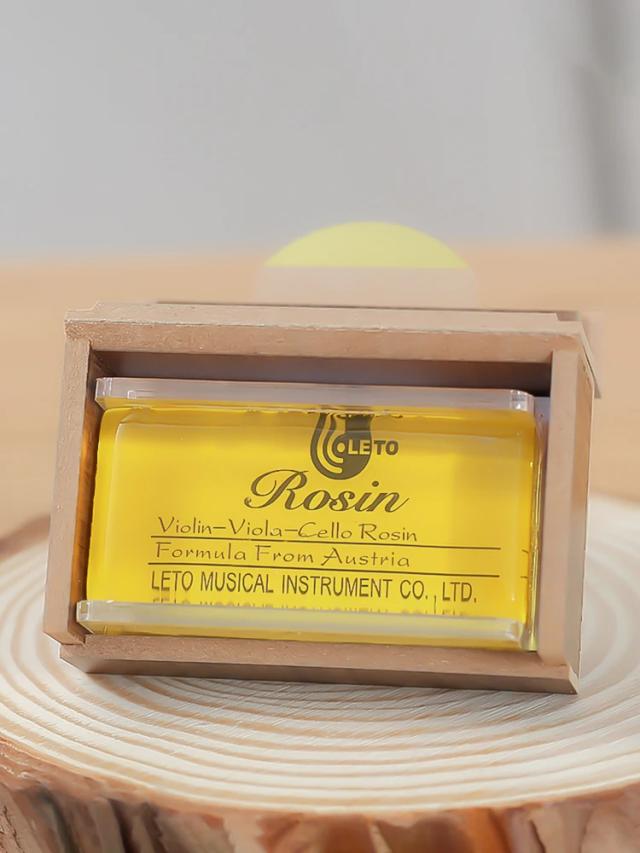 LETO
Rosin
Violin-Viola-Cello Rosin
Formula From Austria
LETO MUSICAL INSTRUMENT CO., LTD.